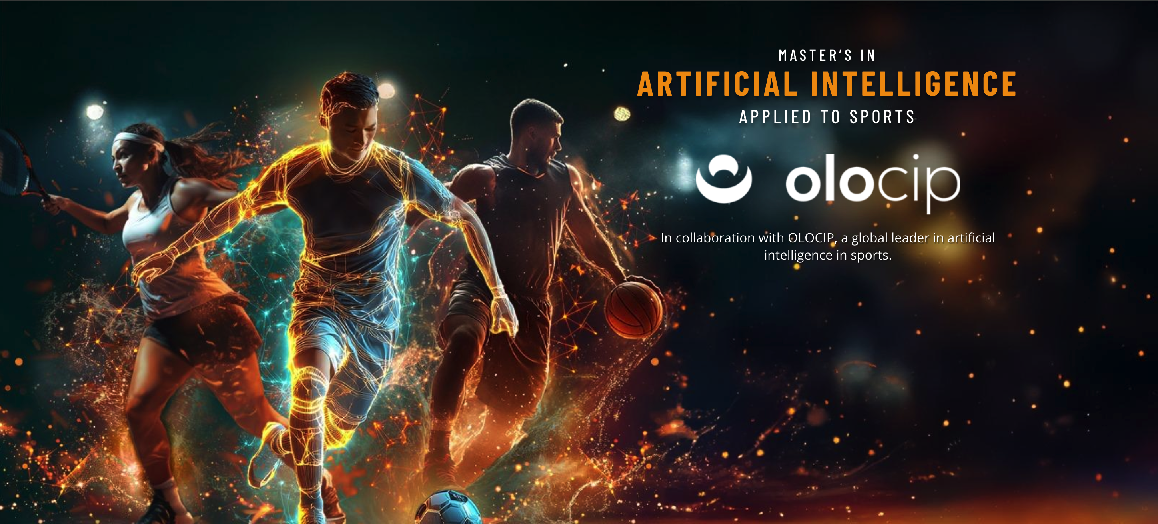 MASTER'S IN
ARTIFICIAL INTELLIGENCE
APPLIED TO SPORTS
olocip
In collaboration with OLOCIP, a global leader in artificial
intelligence in sports.